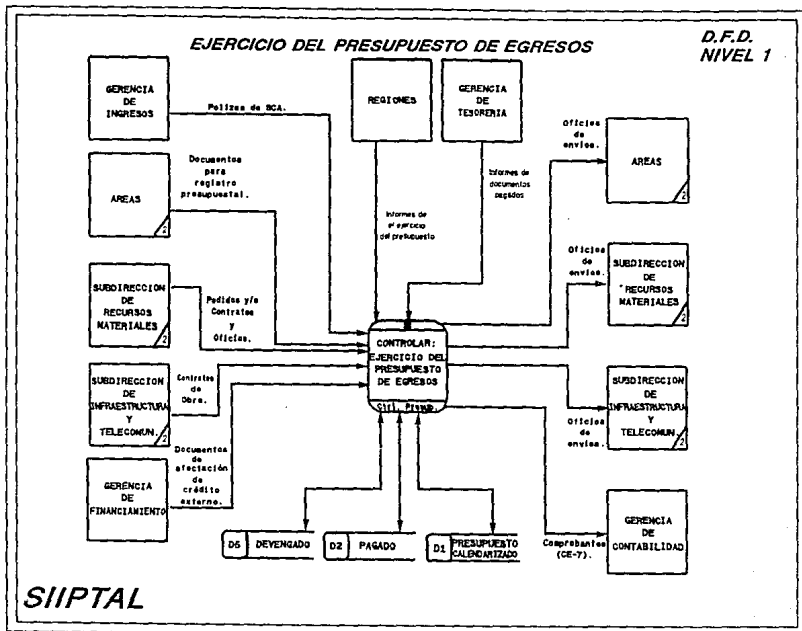 EJERCICIO DEL PRESUPUESTO DE EGRESOS
D.F.D.
NIVEL 1
GERENCIA
DE
INGRESOS
Polizas de SCA.
REGIONES
GERENCIA
DE
TESORERIA
Oficios
de
envios.
AREAS
2
AREAS
2
Documentos
para
registro
presupuestal.
Informes de
el ejercicio
del presupuesto
Informes de
documentos
pagados
SUBDIRECCION
DE
RECURSOS
MATERIALES
2
Pedidos y/o
Contratos
y
Oficios.
Oficios
de
envios.
SUBDIRECCION
DE
RECURSOS
MATERIALES
2
CONTROLAR:
EJERCICIO DEL
PRESUPUESTO
DE EGRESOS
Ctrl. Presup.
SUBDIRECCION
DE
INFRAESTRUCTURA
Y
TELECOMUN.
2
Contratos
de
Obra.
Oficios
de
envios.
SUBDIRECCION
DE
INFRAESTRUCTURA
Y
TELECOMUN.
2
GERENCIA
DE
FINANCIAMIENTO
Documentos
de
afectación
de
crédito
externo.
D5 DEVENGADO
D2 PAGADO
D1 PRESUPUESTO
CALENDARIZADO
Comprobantes
(CE-7).
GERENCIA
DE
CONTABILIDAD
SIIPTAL